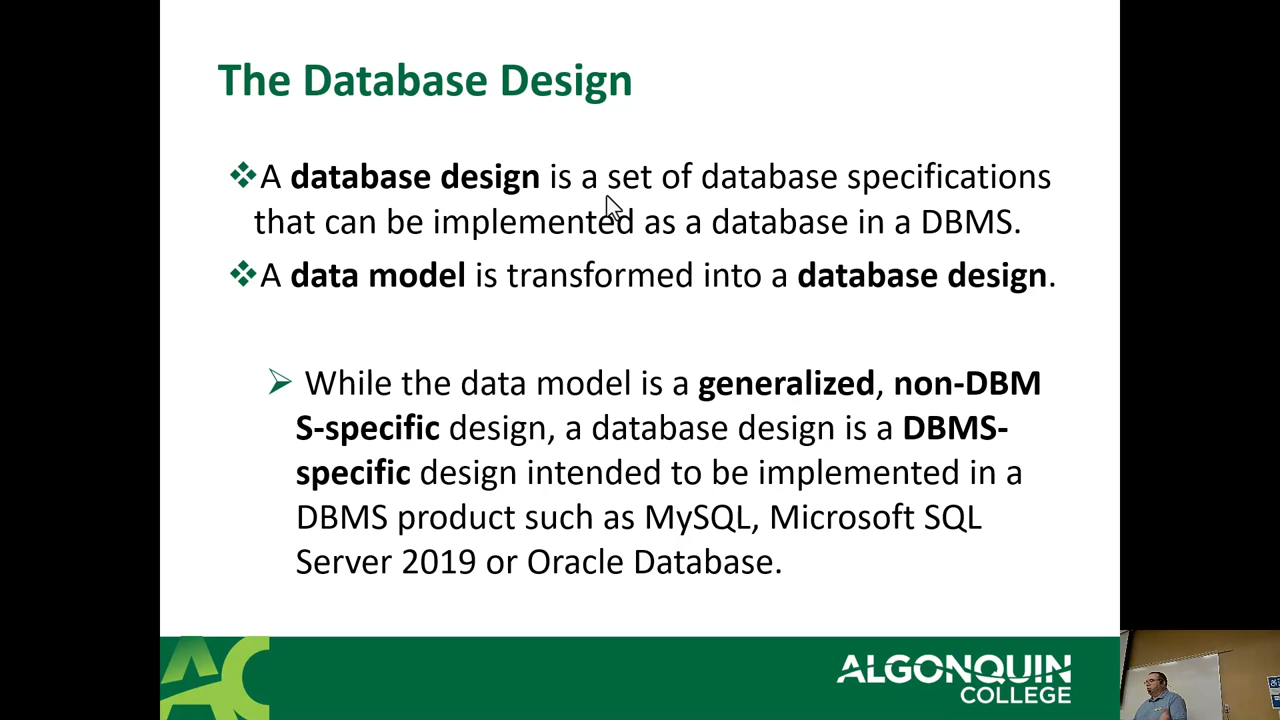 The Database Design
❖A database design is a set of database specifications
that can be implemented as a database in a DBMS.
❖A data model is transformed into a database design.
➢ While the data model is a generalized, non-DBM
S-specific design, a database design is a DBMS-
specific design intended to be implemented in a
DBMS product such as MySQL, Microsoft SQL
Server 2019 or Oracle Database.
AC
ALGONQUIN
COLLEGE